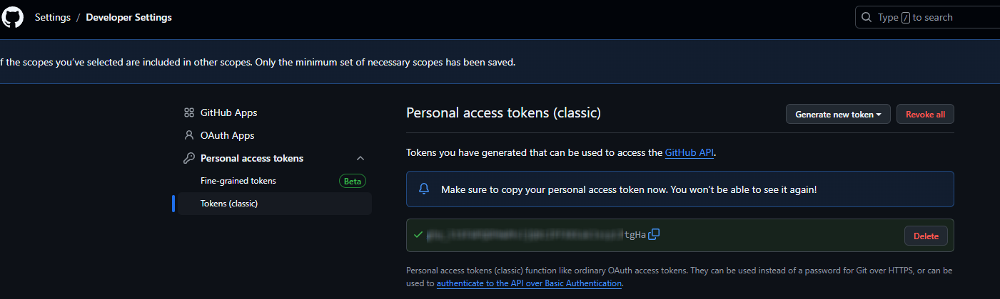 Settings / Developer Settings
Type / to search
f the scopes you've selected are included in other scopes. Only the minimum set of necessary scopes has been saved.
GitHub Apps
OAuth Apps
Personal access tokens
Fine-grained tokens Beta
Tokens (classic)
Personal access tokens (classic)
Generate new token
Revoke all
Tokens you have generated that can be used to access the GitHub API.
Make sure to copy your personal access token now. You won't be able to see it again!
tgHa
Delete
Personal access tokens (classic) function like ordinary OAuth access tokens. They can be used instead of a password for Git over HTTPS, or can be
used to authenticate to the API over Basic Authentication.